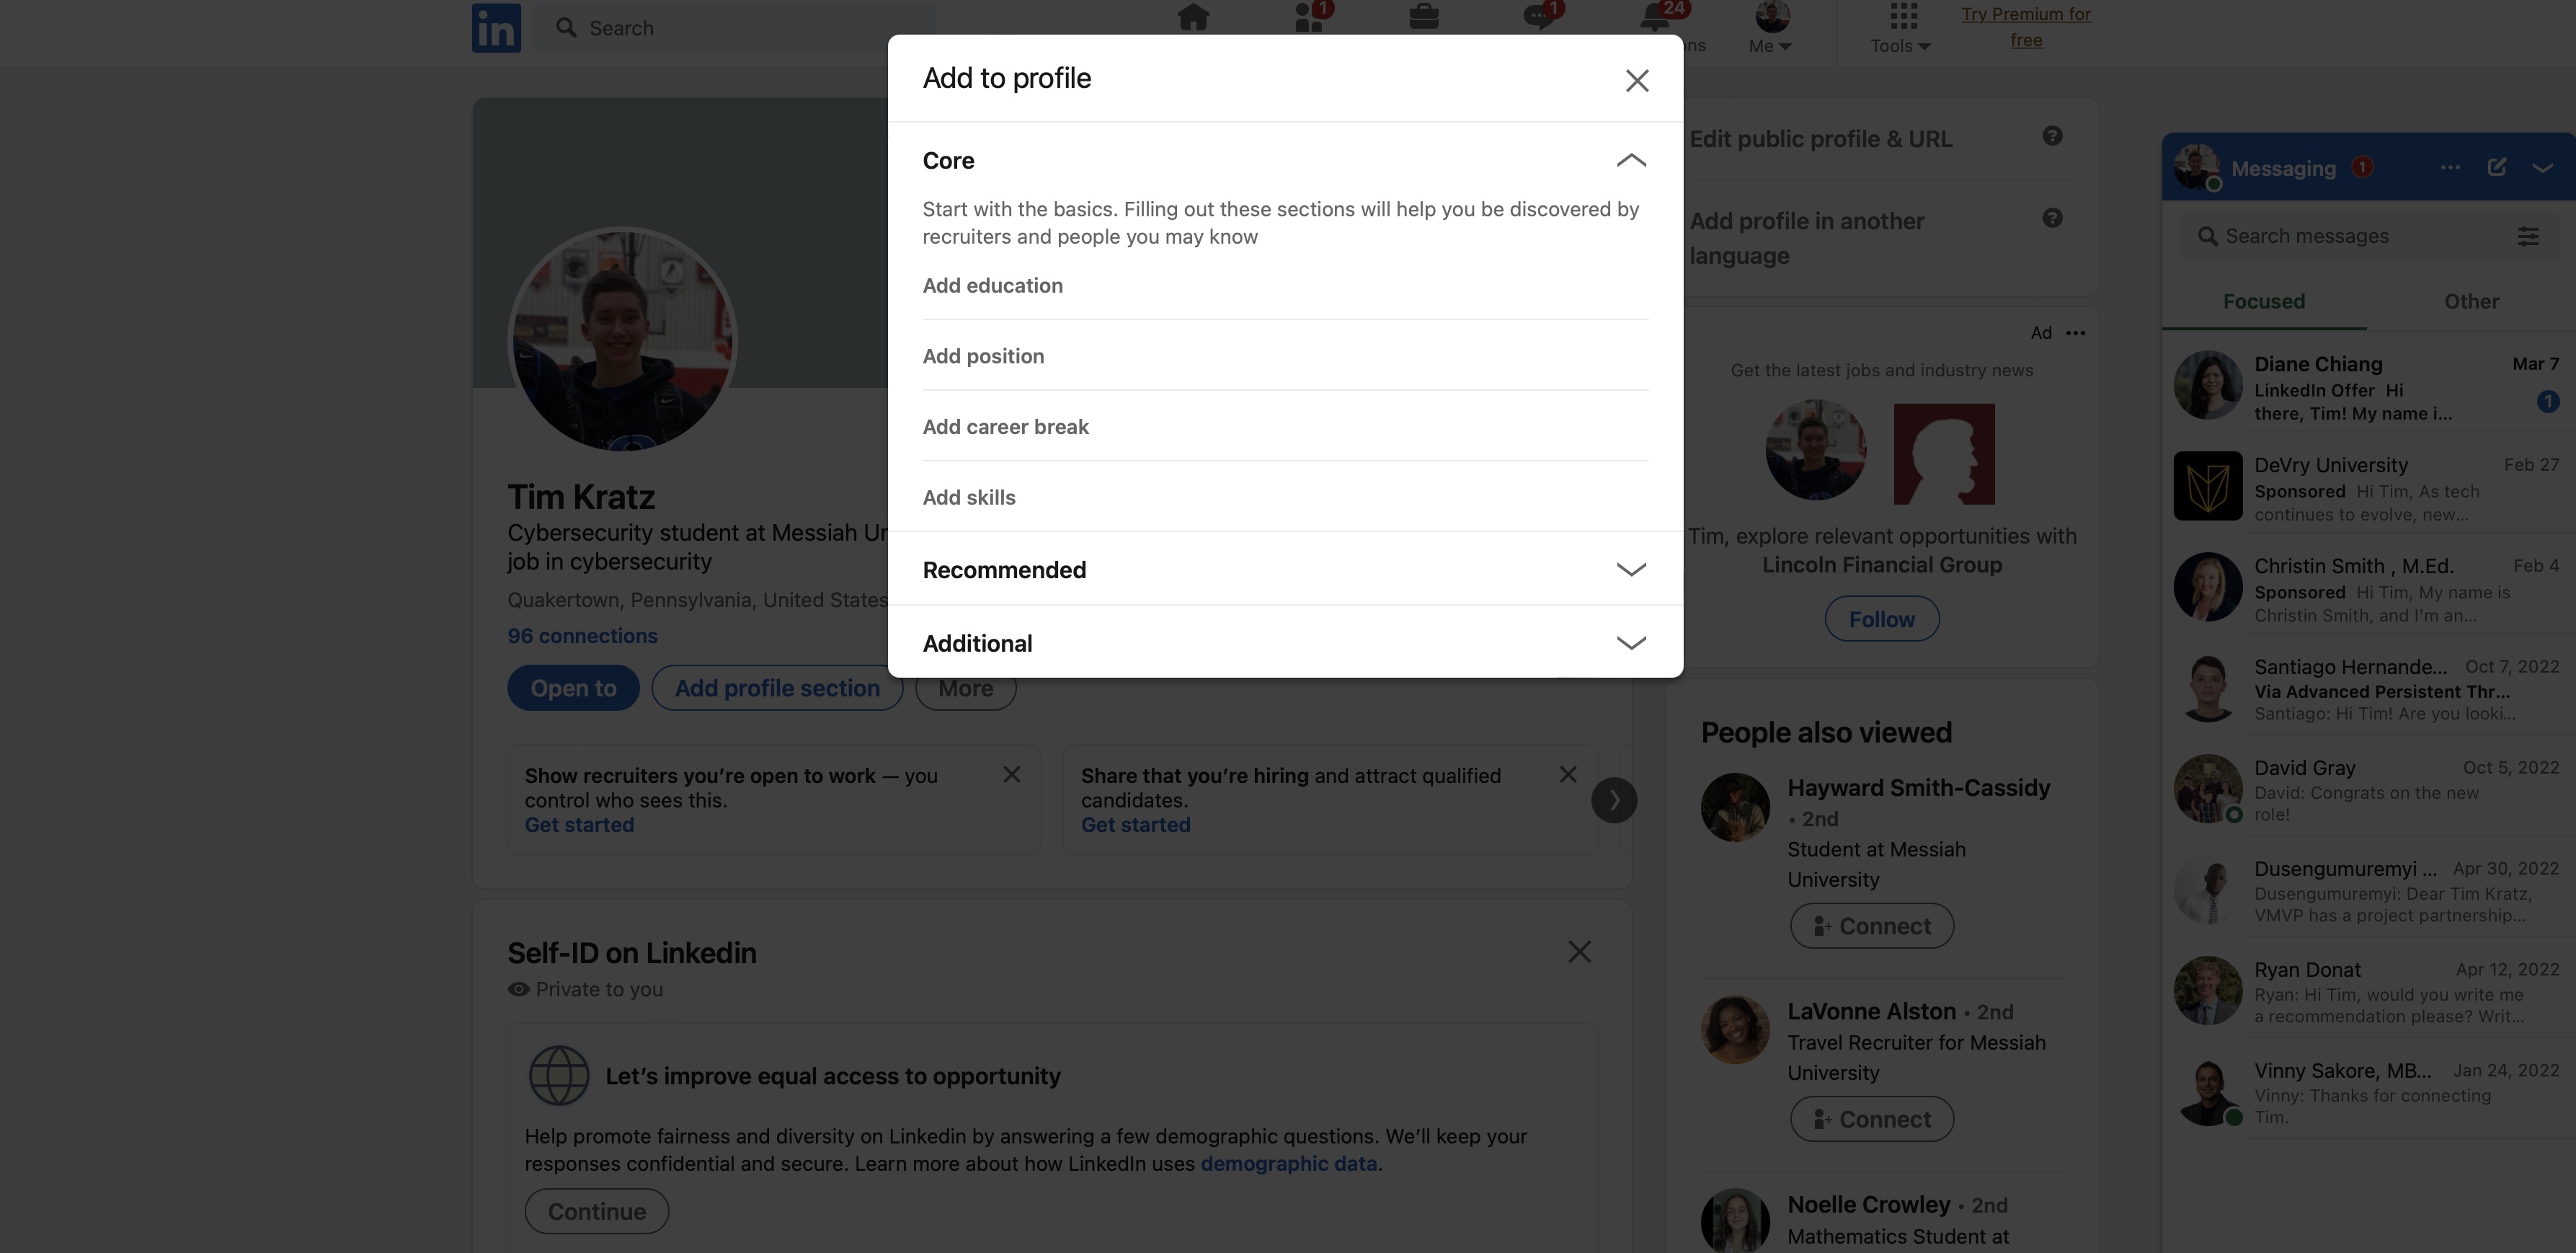 in
Search
1
1
24
ns
Me
Tools
Try Premium for
free
Add to profile
Core
Start with the basics. Filling out these sections will help you be discovered by
recruiters and people you may know
Add education
Add position
Add career break
Add skills
Recommended
Additional
Tim Kratz
Cybersecurity student at Messiah Ur
job in cybersecurity
Quakertown, Pennsylvania, United States
96 connections
Open to
Add profile section
More
Show recruiters you're open to work — you
control who sees this.
Get started
Share that you're hiring and attract qualified
candidates.
Get started
Self-ID on Linkedin
Private to you
Let's improve equal access to opportunity
Help promote fairness and diversity on Linkedin by answering a few demographic questions. We'll keep your
responses confidential and secure. Learn more about how LinkedIn uses demographic data.
Continue
Edit public profile & URL
Add profile in another
language
Ad
Get the latest jobs and industry news
Tim, explore relevant opportunities with
Lincoln Financial Group
Follow
People also viewed
Hayward Smith-Cassidy
• 2nd
Student at Messiah
University
Connect
LaVonne Alston • 2nd
Travel Recruiter for Messiah
University
Connect
Noelle Crowley • 2nd
Mathematics Student at
Messaging 1
Search messages
Focused
Other
Diane Chiang Mar 7
LinkedIn Offer Hi
there, Tim! My name i... 1
DeVry University Feb 27
Sponsored Hi Tim, As tech
continues to evolve, new...
Christin Smith , M.Ed. Feb 4
Sponsored Hi Tim, My name is
Christin Smith, and I'm an...
Santiago Hernande... Oct 7, 2022
Via Advanced Persistent Thr...
Santiago: Hi Tim! Are you looki...
David Gray Oct 5, 2022
David: Congrats on the new
role!
Dusengumuremyi ... Apr 30, 2022
Dusengumuremyi: Dear Tim Kratz,
VMVP has a project partnership...
Ryan Donat Apr 12, 2022
Ryan: Hi Tim, would you write me
a recommendation please? Writ...
Vinny Sakore, MB... Jan 24, 2022
Vinny: Thanks for connecting
Tim.